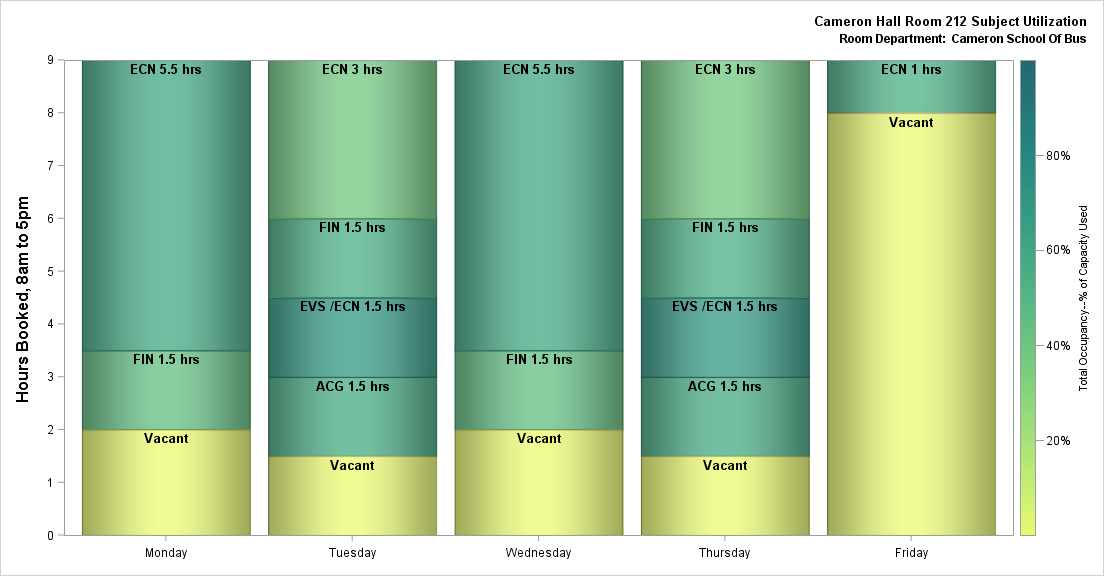 Cameron Hall Room 212 Subject Utilization
Room Department: Cameron School Of Bus
Hours Booked, 8am to 5pm
9
8
7
6
5
4
3
2
1
0
ECN 5.5 hrs
FIN 1.5 hrs
Vacant
ECN 3 hrs
FIN 1.5 hrs
EVS /ECN 1.5 hrs
ACG 1.5 hrs
Vacant
ECN 5.5 hrs
FIN 1.5 hrs
Vacant
ECN 3 hrs
FIN 1.5 hrs
EVS /ECN 1.5 hrs
ACG 1.5 hrs
Vacant
ECN 1 hrs
Vacant
Monday
Tuesday
Wednesday
Thursday
Friday
80%
60%
40%
20%
Total Occupancy--% of Capacity Used